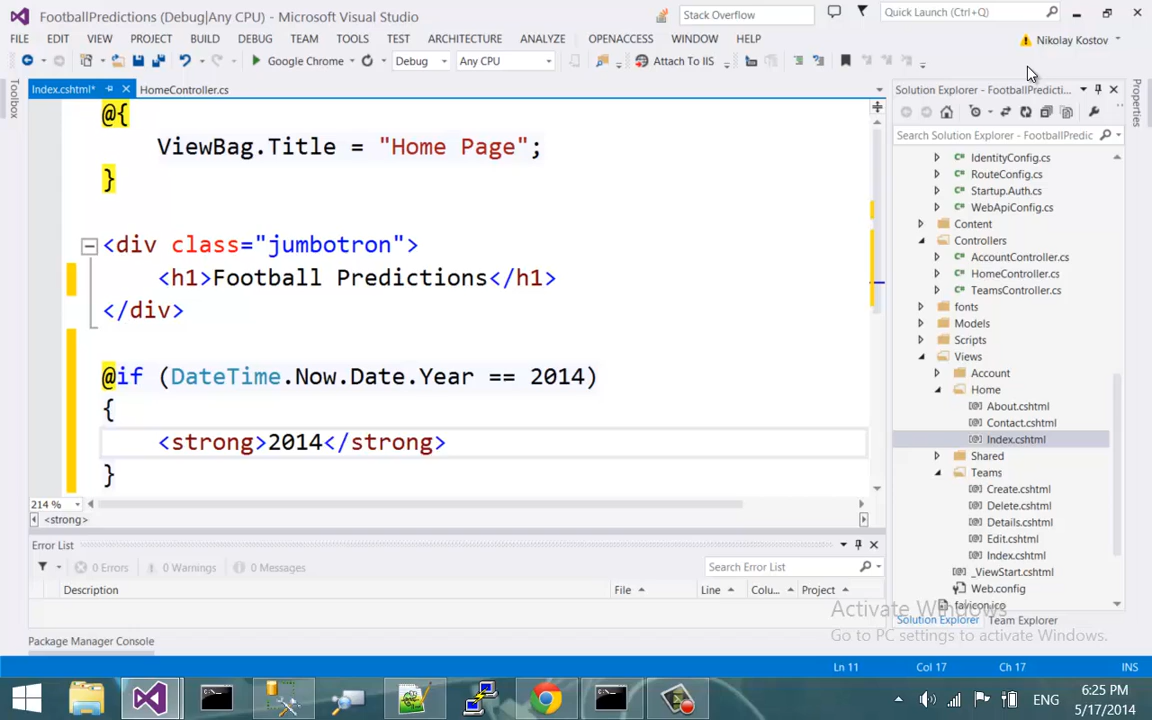 FootballPredictions (Debug|Any CPU) - Microsoft Visual Studio
Stack Overflow
Quick Launch (Ctrl+Q)
FILE EDIT VIEW PROJECT BUILD DEBUG TEAM TOOLS TEST ARCHITECTURE ANALYZE OPENACCESS WINDOW HELP
Nikolay Kostov
Google Chrome Debug Any CPU Attach To IIS
Toolbox
Index.cshtml* HomeController.cs
@{
ViewBag.Title = "Home Page";
}
<div class="jumbotron">
<h1>Football Predictions</h1>
</div>
@if (DateTime.Now.Date.Year == 2014)
{
<strong>2014</strong>
}
214 %
<strong>
Solution Explorer - FootballPredicti...
Properties
Search Solution Explorer - FootballPredic
IdentityConfig.cs
RouteConfig.cs
Startup.Auth.cs
WebApiConfig.cs
Content
Controllers
AccountController.cs
HomeController.cs
TeamsController.cs
fonts
Models
Scripts
Views
Account
Home
About.cshtml
Contact.cshtml
Index.cshtml
Shared
Teams
Create.cshtml
Delete.cshtml
Details.cshtml
Edit.cshtml
Index.cshtml
_ViewStart.cshtml
Web.config
favicon.ico
Solution Explorer Team Explorer
Error List
0 Errors 0 Warnings 0 Messages
Search Error List
Description File Line Colu... Project
Activate Windows
Go to PC settings to activate Windows.
Package Manager Console
Ln 11 Col 17 Ch 17 INS
ENG
6:25 PM
5/17/2014